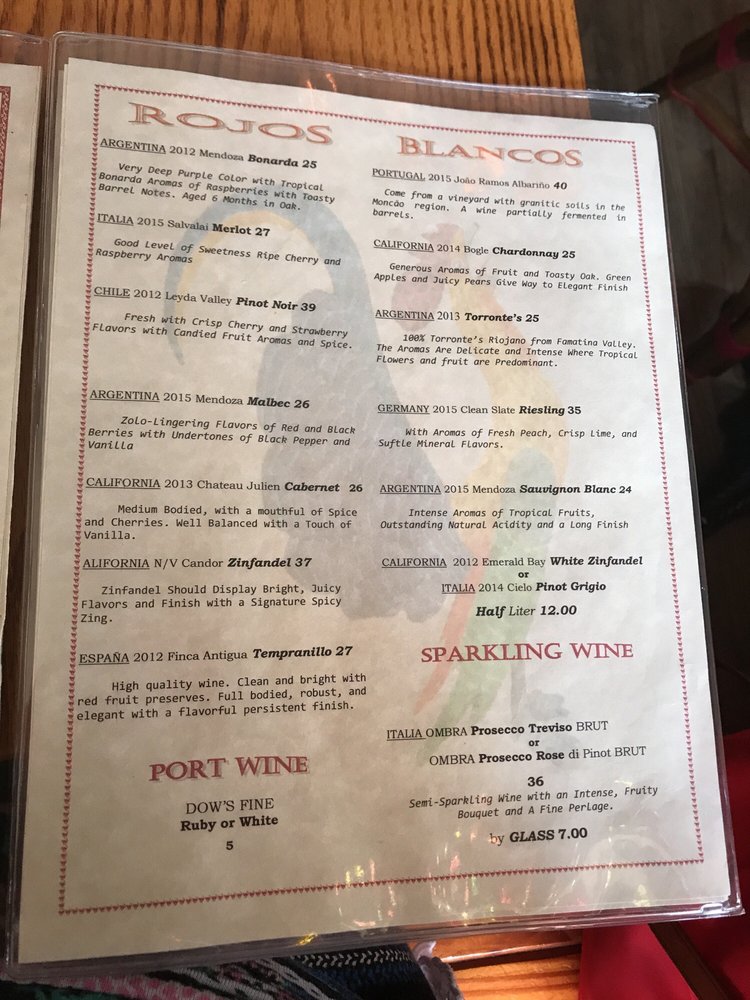 ROJOS
ARGENTINA 2012 Mendoza Bonarda 25
Very Deep Purple Color with Tropical
Bonarda Aromas of Raspberries with Toasty
Barrel Notes. Aged 6 Months in Oak.
ITALIA 2015 Salvalai Merlot 27
Good Level of Sweetness Ripe Cherry and
Raspberry Aromas
CHILE 2012 Leyda Valley Pinot Noir 39
Fresh with Crisp Cherry and Strawberry
Flavors with Candied Fruit Aromas and Spice.
ARGENTINA 2015 Mendoza Malbec 26
Zolo-Lingering Flavors of Red and Black
Berries with Undertones of Black Pepper and
Vanilla
CALIFORNIA 2013 Chateau Julien Cabernet 26
Medium Bodied, with a mouthful of Spice
and Cherries. Well Balanced with a Touch of
Vanilla.
ALIFORNIA N/V Candor Zinfandel 37
Zinfandel Should Display Bright, Juicy
Flavors and Finish with a Signature Spicy
Zing.
ESPAÑA 2012 Finca Antigua Tempranillo 27
High quality wine. Clean and bright with
red fruit preserves. Full bodied, robust, and
elegant with a flavorful persistent finish.
PORT WINE
DOW'S FINE
Ruby or White
5
BLANCOS
PORTUGAL 2015 João Ramos Albariño 40
Come from a vineyard with granitic soils in the
Moncão region. A wine partially fermented in
barrels.
CALIFORNIA 2014 Bogle Chardonnay 25
Generous Aromas of Fruit and Toasty Oak. Green
Apples and Juicy Pears Give Way to Elegant Finish
ARGENTINA 2013 Torronte's 25
100% Torronte's Riojano from Famatina Valley.
The Aromas Are Delicate and Intense Where Tropical
Flowers and fruit are Predominant.
GERMANY 2015 Clean Slate Riesling 35
With Aromas of Fresh Peach, Crisp Lime, and
Suftle Mineral Flavors.
ARGENTINA 2015 Mendoza Sauvignon Blanc 24
Intense Aromas of Tropical Fruits,
Outstanding Natural Acidity and a Long Finish
CALIFORNIA 2012 Emerald Bay White Zinfandel
or
ITALIA 2014 Cielo Pinot Grigio
Half Liter 12.00
SPARKLING WINE
ITALIA OMBRA Prosecco Treviso BRUT
or
OMBRA Prosecco Rose di Pinot BRUT
36
Semi-Sparkling Wine with an Intense, Fruity
Bouquet and A Fine Perlage.
by GLASS 7.00